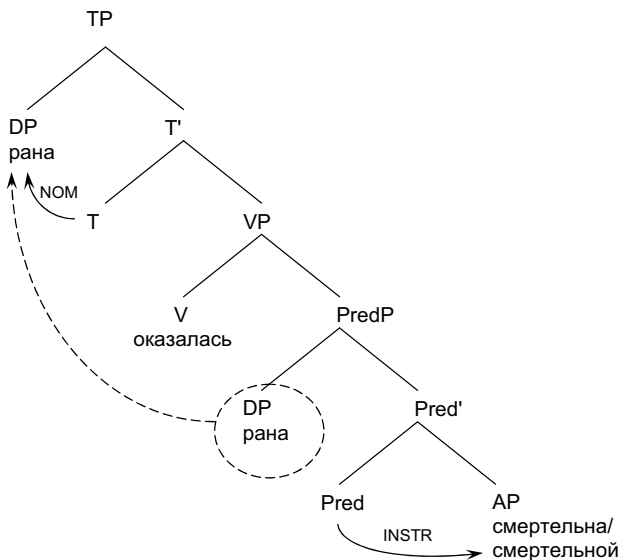 TP
DP
рана
T'
NOM
T
VP
V
оказалась
PredP
DP
рана
Pred'
Pred
AP
INSTR
смертельна/
смертельной